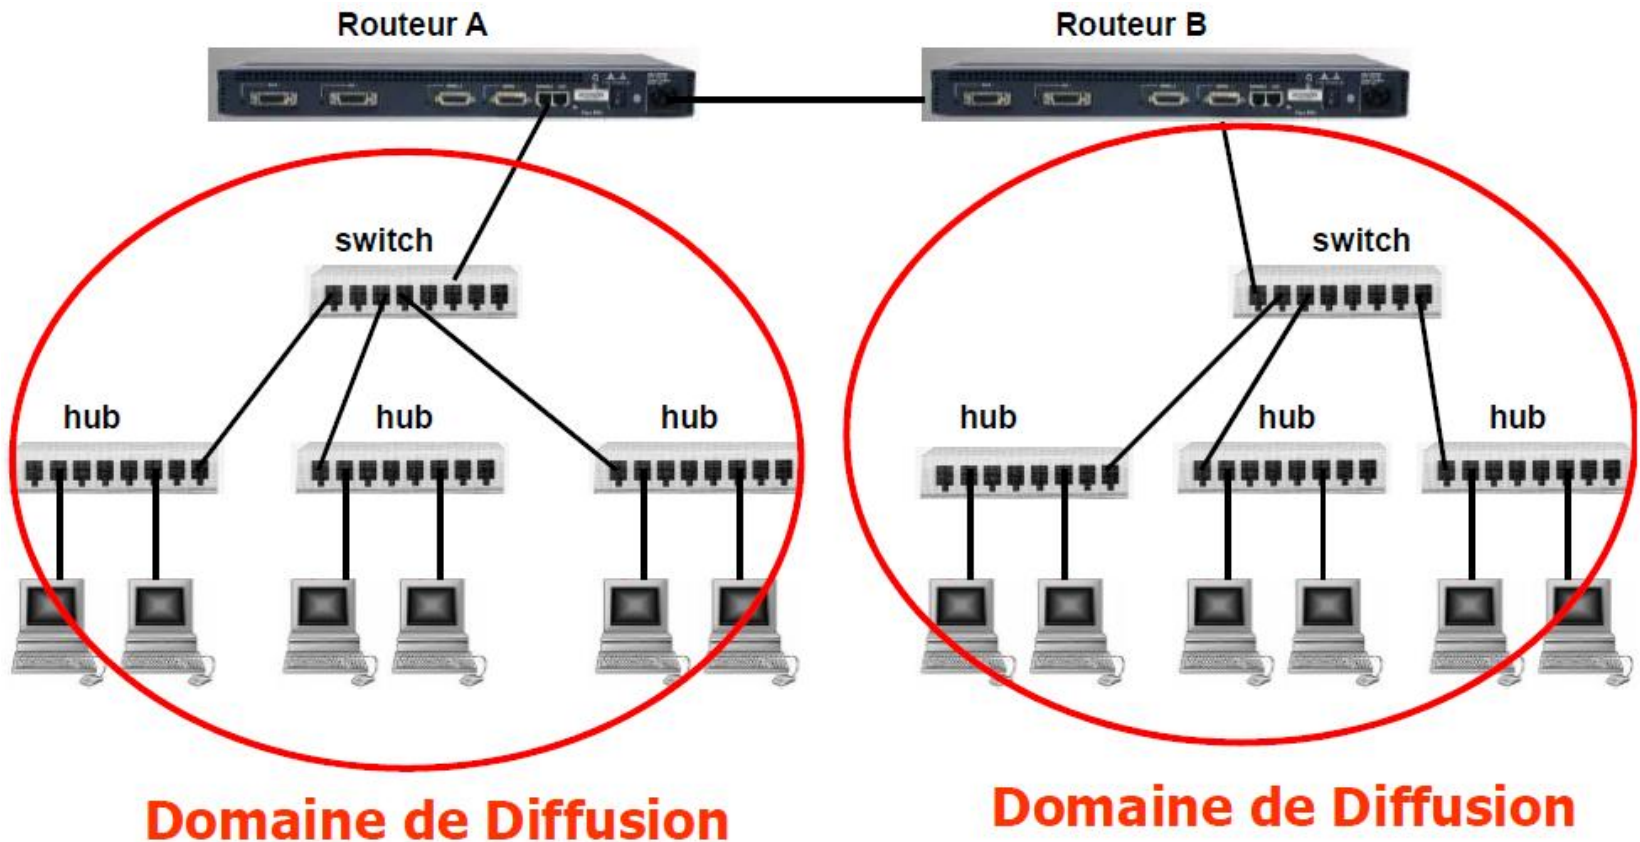 Routeur A
Routeur B
switch
switch
hub
hub
hub
hub
hub
hub
Domaine de Diffusion
Domaine de Diffusion